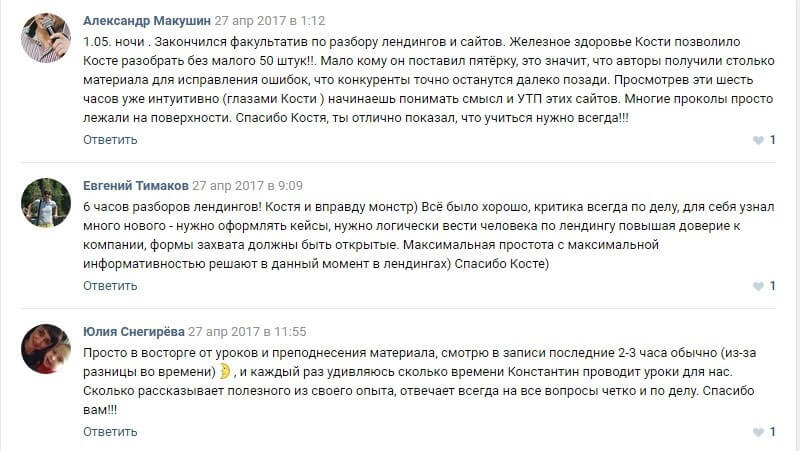 Александр Макушин 27 апр 2017 в 1:12
1.05. ночи . Закончился факультатив по разбору лендингов и сайтов. Железное здоровье Кости позволило
Косте разобрать без малого 50 штук!!. Мало кому он поставил пятёрку, это значит, что авторы получили столько
материала для исправления ошибок, что конкуренты точно останутся далеко позади. Просмотрев эти шесть
часов уже интуитивно (глазами Кости ) начинаешь понимать смысл и УТП этих сайтов. Многие проколы просто
лежали на поверхности. Спасибо Костя, ты отлично показал, что учиться нужно всегда!!!
Ответить 1
Евгений Тимаков 27 апр 2017 в 9:09
6 часов разборов лендингов! Костя и вправду монстр) Всё было хорошо, критика всегда по делу, для себя узнал
много нового - нужно оформлять кейсы, нужно логически вести человека по лендингу повышая доверие к
компании, формы захвата должны быть открытые. Максимальная простота с максимальной
информативностью решают в данный момент в лендингах) Спасибо Косте)
Ответить 1
Юлия Снегирёва 27 апр 2017 в 11:55
Просто в восторге от уроков и преподнесения материала, смотрю в записи последние 2-3 часа обычно (из-за
разницы во времени) 🌛, и каждый раз удивляюсь сколько времени Константин проводит уроки для нас.
Сколько рассказывает полезного из своего опыта, отвечает всегда на все вопросы четко и по делу. Спасибо
вам!!!
Ответить 1